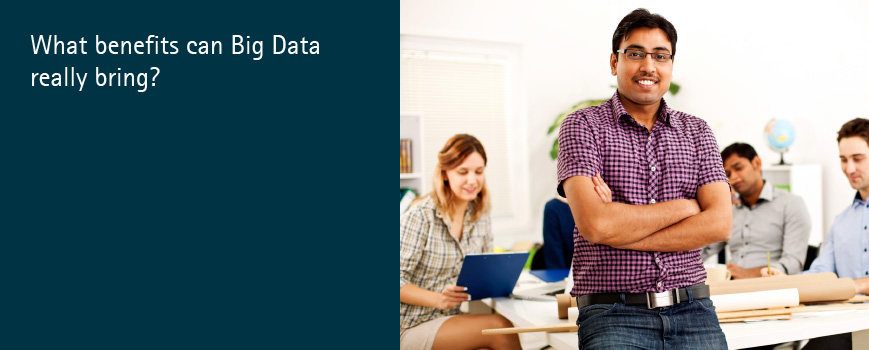 What benefits can Big Data
really bring?